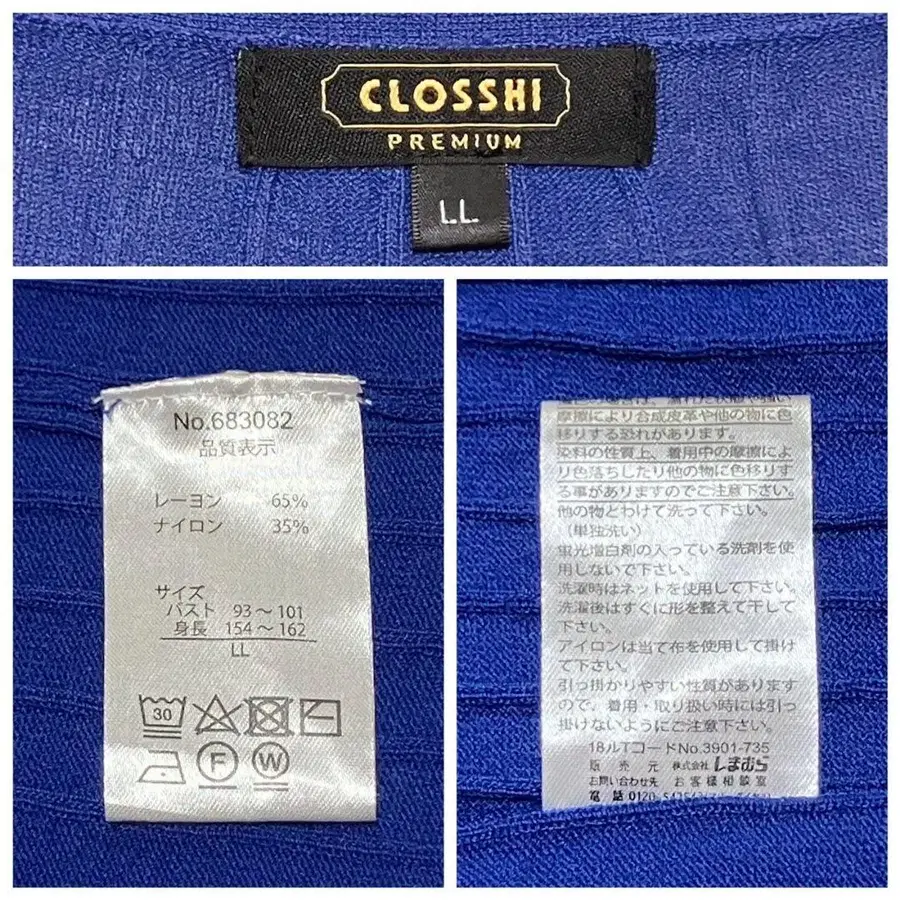 CLOSSHI
PREMIUM
LL
No.683082
品質表示
レーヨン 65%
ナイロン 35%
サイズ
バスト 93～101
身長 154～162
LL
30
F
W
摩擦により合成皮革や他の物に色
移りする恐れがあります。
染料の性質上、着用中の摩擦によ
り色落ちしたり他の物に色移りす
る事がありますのでご注意下さい。
他の物とわけて洗って下さい。
（単独洗い）
蛍光増白剤の入っている洗剤を使
用しないで下さい。
洗濯時はネットを使用して下さい。
洗濯後はすぐに形を整えて干して
下さい。
アイロンは当て布を使用して掛け
て下さい。
引っ掛かりやすい性質があります
ので、着用・取り扱い時には引っ
掛けないようにご注意下さい。
18ルTコードNo.3901-735
販売元 株式会社しまむら
お問い合わせ先 お客様相談室
電話 0120